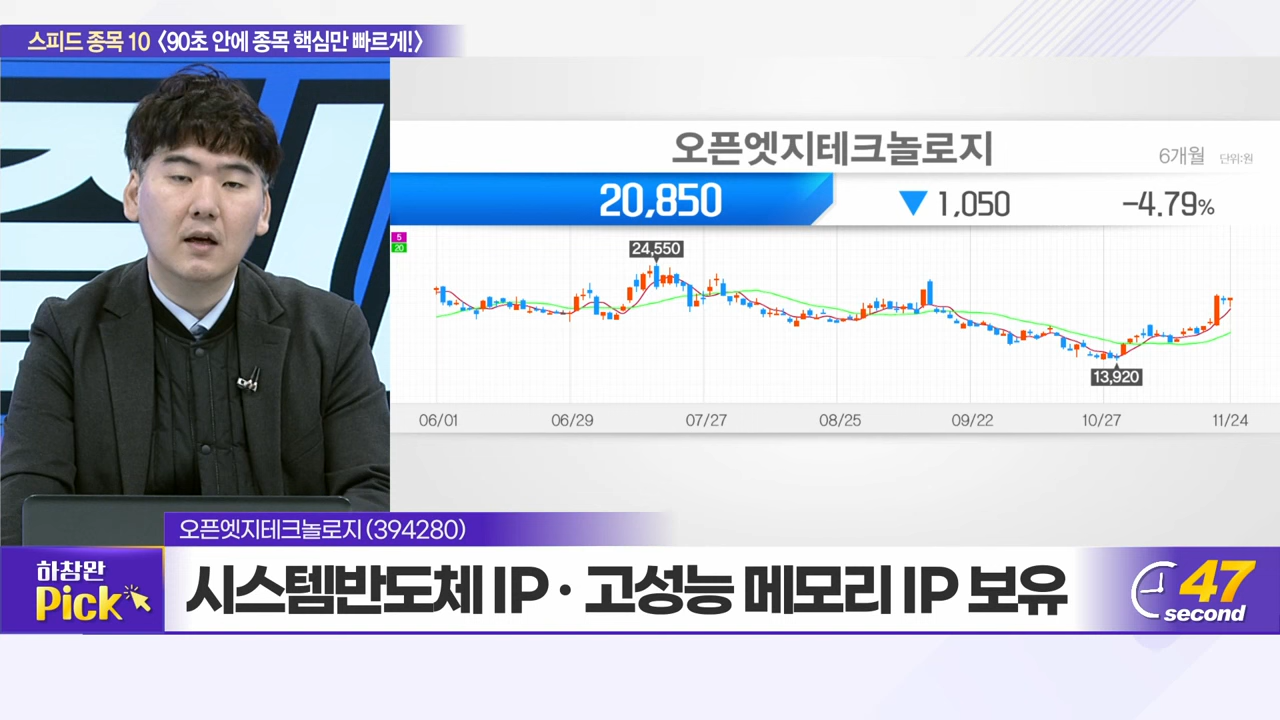 스피드 종목 10 〈90초 안에 종목 핵심만 빠르게!〉
오픈엣지테크놀로지
6개월 단위:원
20,850 ▼ 1,050 -4.79%
5
20
24,550
13,920
06/01 06/29 07/27 08/25 09/22 10/27 11/24
오픈엣지테크놀로지 (394280)
하창완
Pick
시스템반도체 IP · 고성능 메모리 IP 보유
47
second